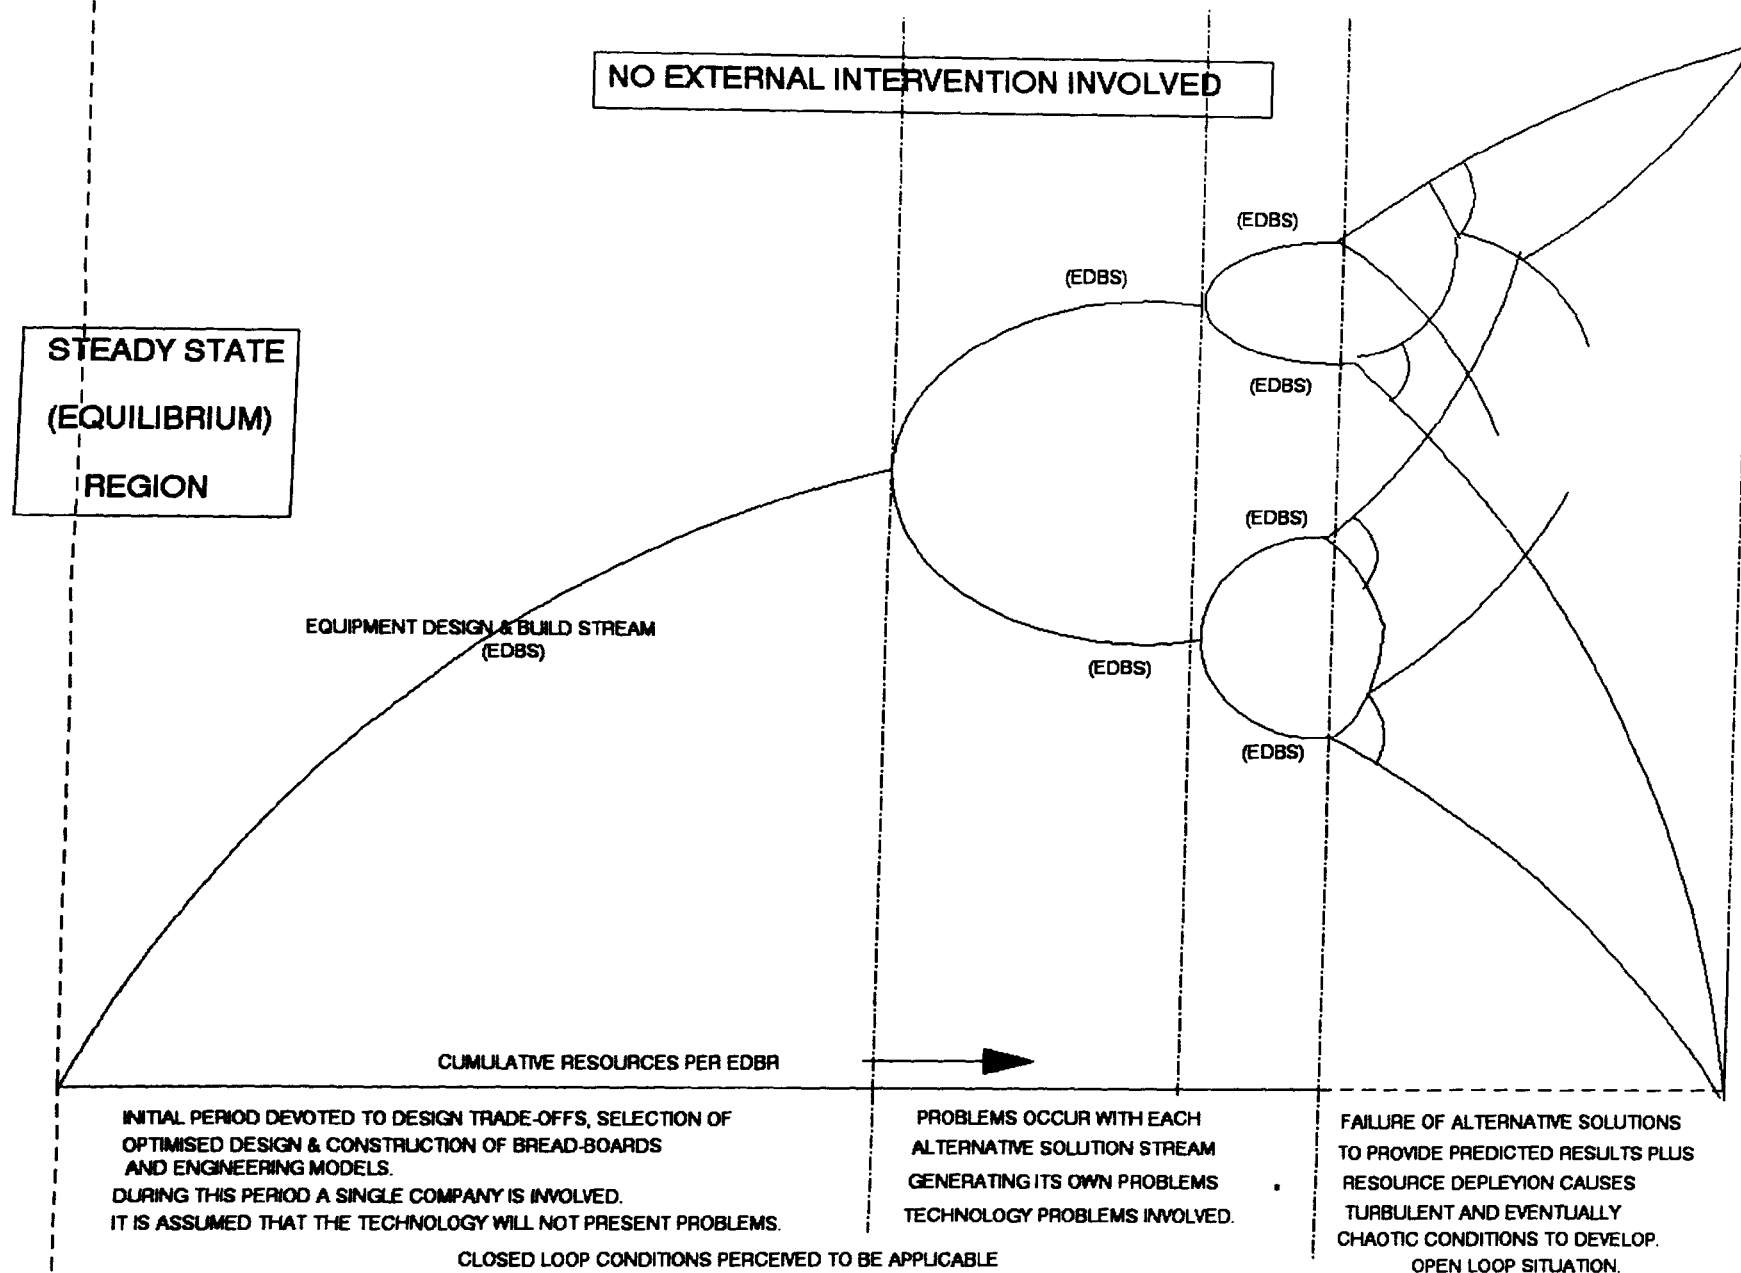 NO EXTERNAL INTERVENTION INVOLVED
(EDBS)
(EDBS)
(EDBS)
STEADY STATE
(EQUILIBRIUM)
REGION
(EDBS)
EQUIPMENT DESIGN & BUILD STREAM
(EDBS)
(EDBS)
(EDBS)
CUMULATIVE RESOURCES PER EDBR
INITIAL PERIOD DEVOTED TO DESIGN TRADE-OFFS, SELECTION OF
OPTIMISED DESIGN & CONSTRUCTION OF BREAD-BOARDS
AND ENGINEERING MODELS.
DURING THIS PERIOD A SINGLE COMPANY IS INVOLVED.
IT IS ASSUMED THAT THE TECHNOLOGY WILL NOT PRESENT PROBLEMS.
CLOSED LOOP CONDITIONS PERCEIVED TO BE APPLICABLE
PROBLEMS OCCUR WITH EACH
ALTERNATIVE SOLUTION STREAM
GENERATING ITS OWN PROBLEMS
TECHNOLOGY PROBLEMS INVOLVED.
FAILURE OF ALTERNATIVE SOLUTIONS
TO PROVIDE PREDICTED RESULTS PLUS
RESOURCE DEPLEYION CAUSES
TURBULENT AND EVENTUALLY
CHAOTIC CONDITIONS TO DEVELOP.
OPEN LOOP SITUATION.